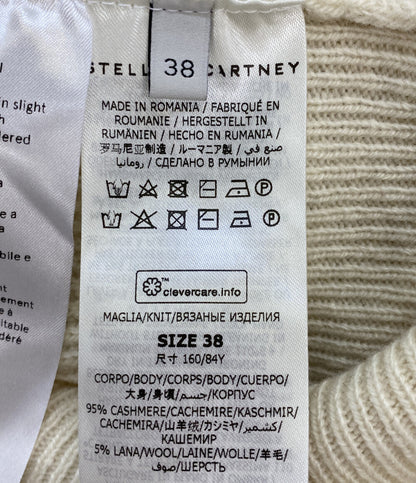 38
STELL CARTNEY
MADE IN ROMANIA / FABRIQUÉ EN
ROUMANIE / HERGESTELLT IN
RUMÄNIEN / HECHO EN RUMANIA /
罗马尼亚制造 / ルーマニア製 / صنع في
رومانيا / СДЕЛАНО В РУМЫНИИ
clevercare.info
MAGLIA/KNIT/ВЯЗАНЫЕ ИЗДЕЛИЯ
SIZE 38
尺寸 160/84Y
CORPO/BODY/CORPS/BODY/CUERPO/
大身/身頃/جسم/КОРПУС
95% CASHMERE/CACHEMIRE/KASCHMIR/
CACHEMIRA/山羊绒/カシミヤ/كشمير/
КАШЕМИР
5% LANA/WOOL/LAINE/WOLLE/羊毛/
صوف/ШЕРСТЬ
in slight